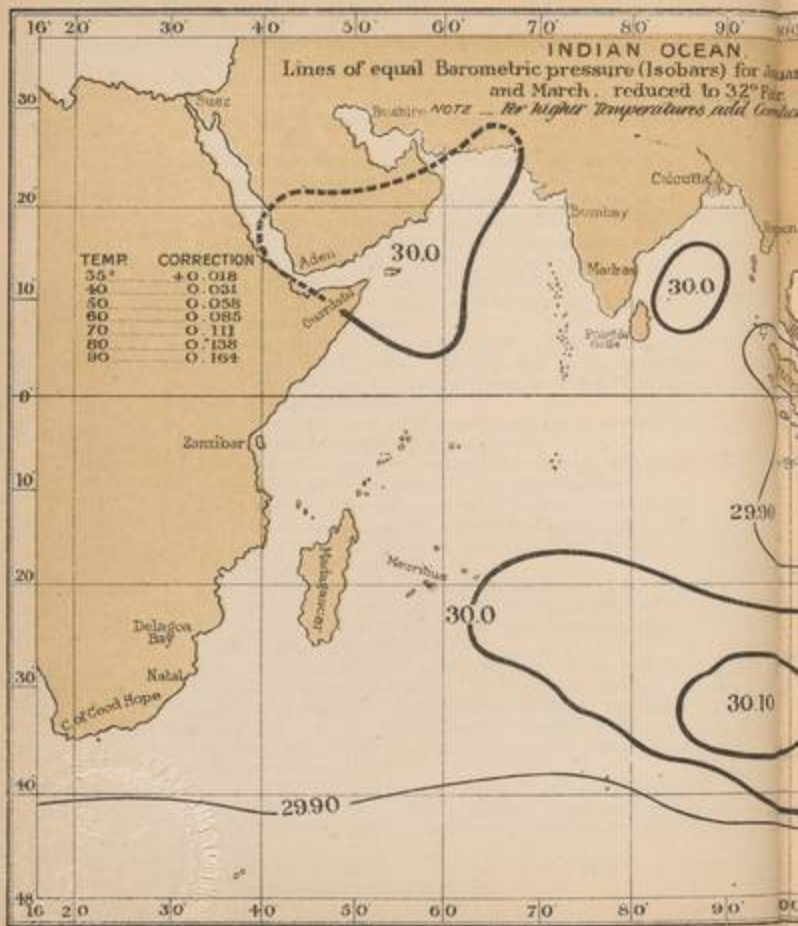 16° 20° 30° 40° 50° 60° 70° 80° 90°
INDIAN OCEAN.
Lines of equal Barometric pressure (Isobars) for
and March. reduced to 32° Far.
NOTE _ For higher Temperatures add
30°
Suez
Bushire
20
Calcutta
Bombay
Aden
30.0
TEMP. CORRECTION
35° +0.018
40 0.031
50 0.058
60 0.085
70 0.111
80 0.138
90 0.164
Madras
30.0
10
Guardafui
Point de Galle
0°
Zanzibar
10°
29.90
20
Madagascar
Mauritius
30.0
Delagoa
Bay
Natal
30
C. of Good Hope
30.10
40
29.90
48
16 20 30° 40 50 60 70 80 90